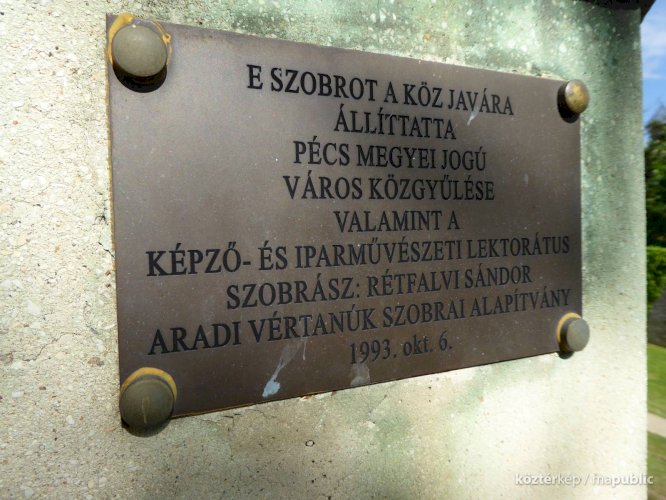 E SZOBROT A KÖZ JAVÁRA
ÁLLÍTTATTA
PÉCS MEGYEI JOGÚ
VÁROS KÖZGYŰLÉSE
VALAMINT A
KÉPZŐ- ÉS IPARMŰVÉSZETI LEKTORÁTUS
SZOBRÁSZ: RÉTFALVI SÁNDOR
ARADI VÉRTANÚK SZOBRAI ALAPÍTVÁNY
1993. okt. 6.
köztérkép / mapublic